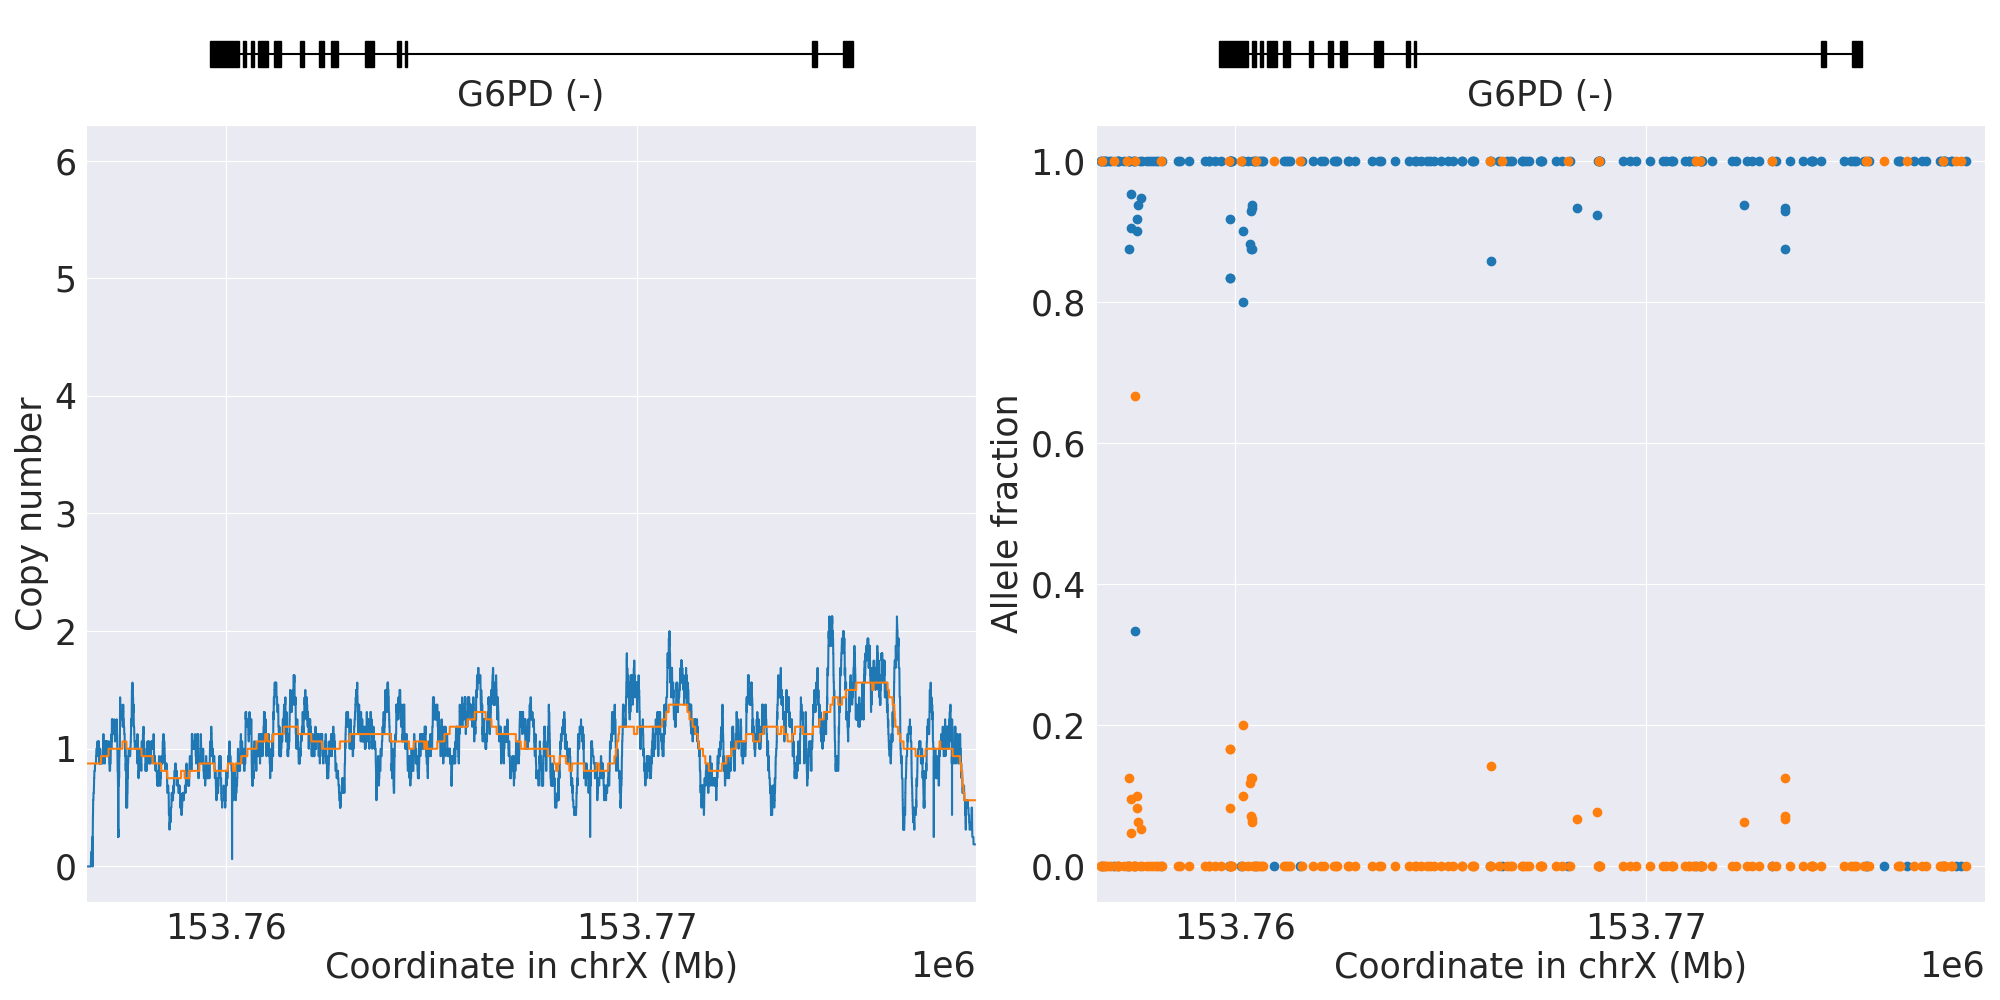 G6PD (-)
6
5
4
3
2
1
0
Copy number
153.76
153.77
Coordinate in chrX (Mb)
1e6
G6PD (-)
1.0
0.8
0.6
0.4
0.2
0.0
Allele fraction
153.76
153.77
Coordinate in chrX (Mb)
1e6